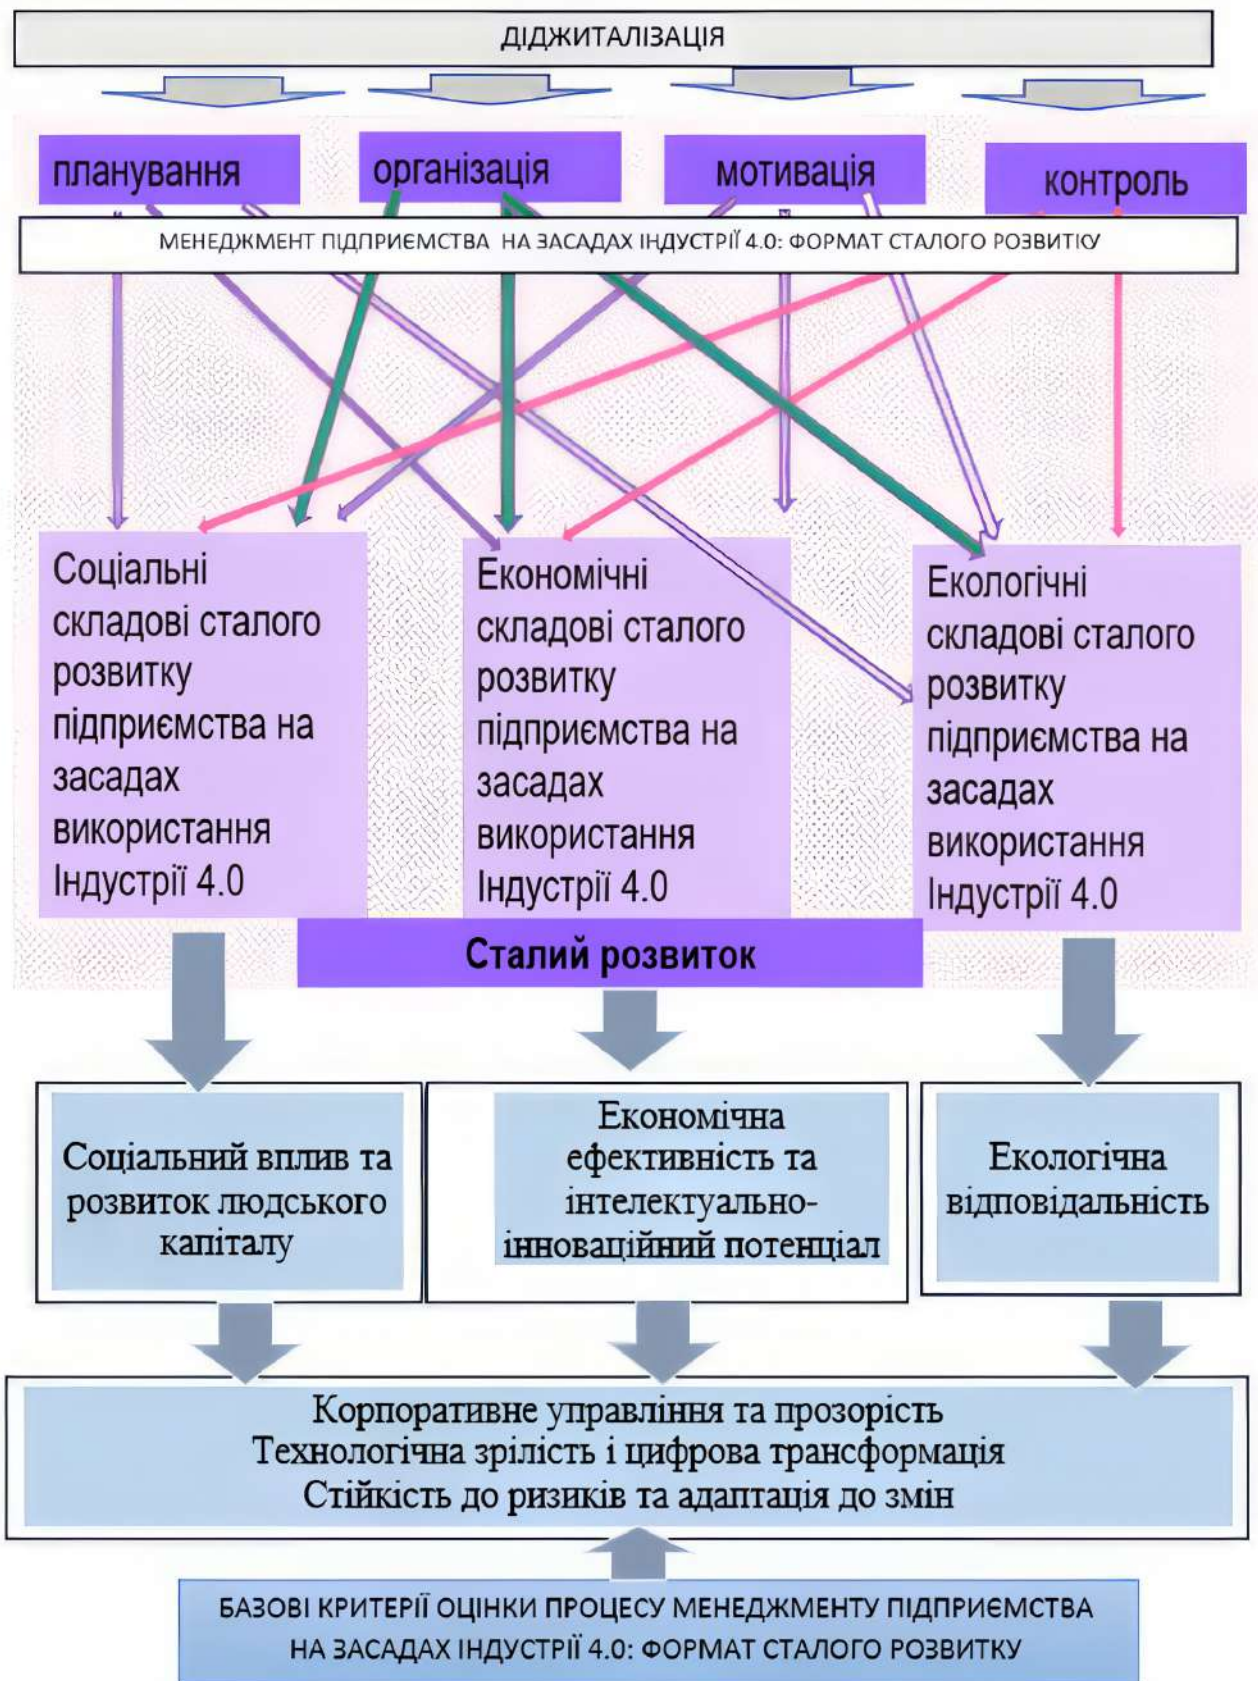 ДІДЖИТАЛІЗАЦІЯ
планування
організація
мотивація
контроль
МЕНЕДЖМЕНТ ПІДПРИЄМСТВА НА ЗАСАДАХ ІНДУСТРІЇ 4.0: ФОРМАТ СТАЛОГО РОЗВИТКУ
Соціальні
складові сталого
розвитку
підприємства на
засадах
використання
Індустрії 4.0
Економічні
складові сталого
розвитку
підприємства на
засадах
використання
Індустрії 4.0
Екологічні
складові сталого
розвитку
підприємства на
засадах
використання
Індустрії 4.0
Сталий розвиток
Соціальний вплив та
розвиток людського
капіталу
Економічна
ефективність та
інтелектуально-
інноваційний потенціал
Екологічна
відповідальність
Корпоративне управління та прозорість
Технологічна зрілість і цифрова трансформація
Стійкість до ризиків та адаптація до змін
БАЗОВІ КРИТЕРІЇ ОЦІНКИ ПРОЦЕСУ МЕНЕДЖМЕНТУ ПІДПРИЄМСТВА
НА ЗАСАДАХ ІНДУСТРІЇ 4.0: ФОРМАТ СТАЛОГО РОЗВИТКУ